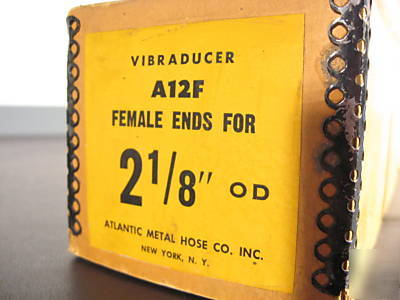 VIBRADUCER
A12F
FEMALE ENDS FOR
2 1/8" OD
ATLANTIC METAL HOSE CO. INC.
NEW YORK, N. Y.